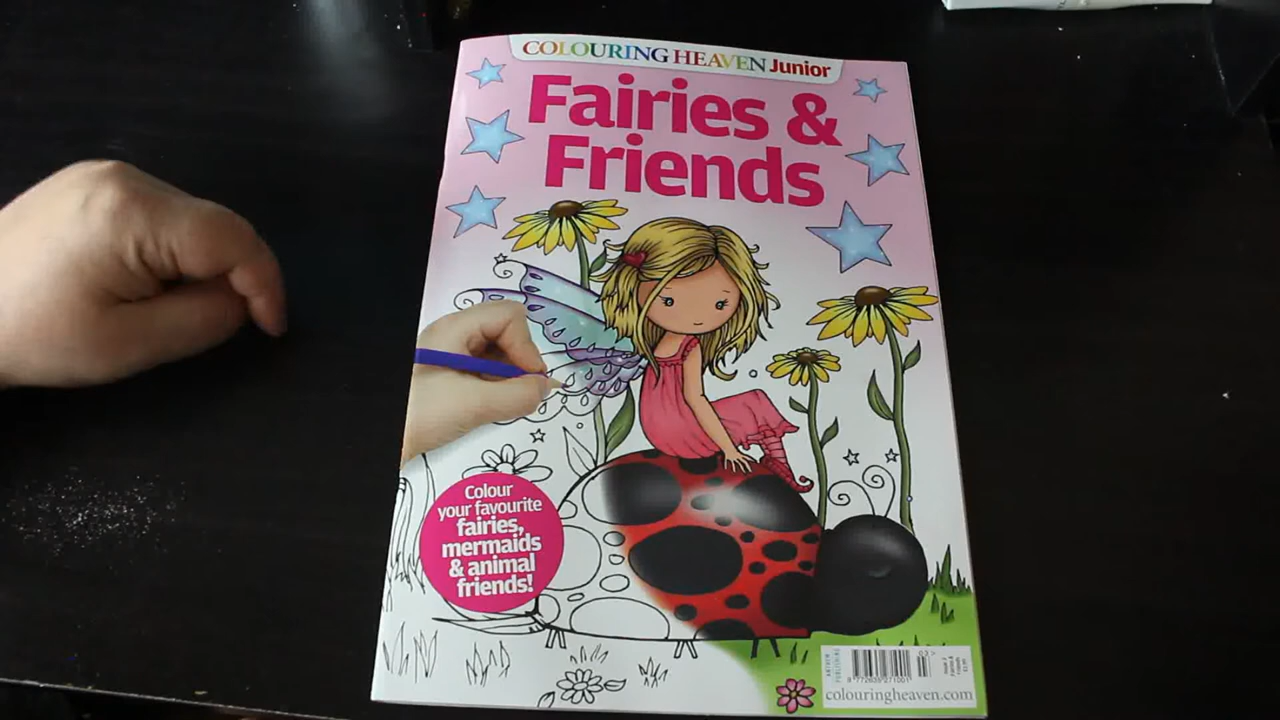 COLOURING HEAVEN Junior
Fairies &
Friends
Colour
your favourite
fairies,
mermaids
& animal
friends!
colouringheaven.com